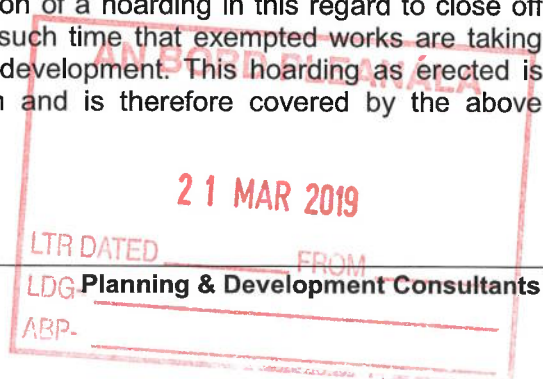 on of a hoarding in this regard to close off
such time that exempted works are taking
development. This hoarding as erected is
and is therefore covered by the above
AN BORD PLEANÁLA
21 MAR 2019
LTR DATED FROM
LDG- Planning & Development Consultants
ABP-